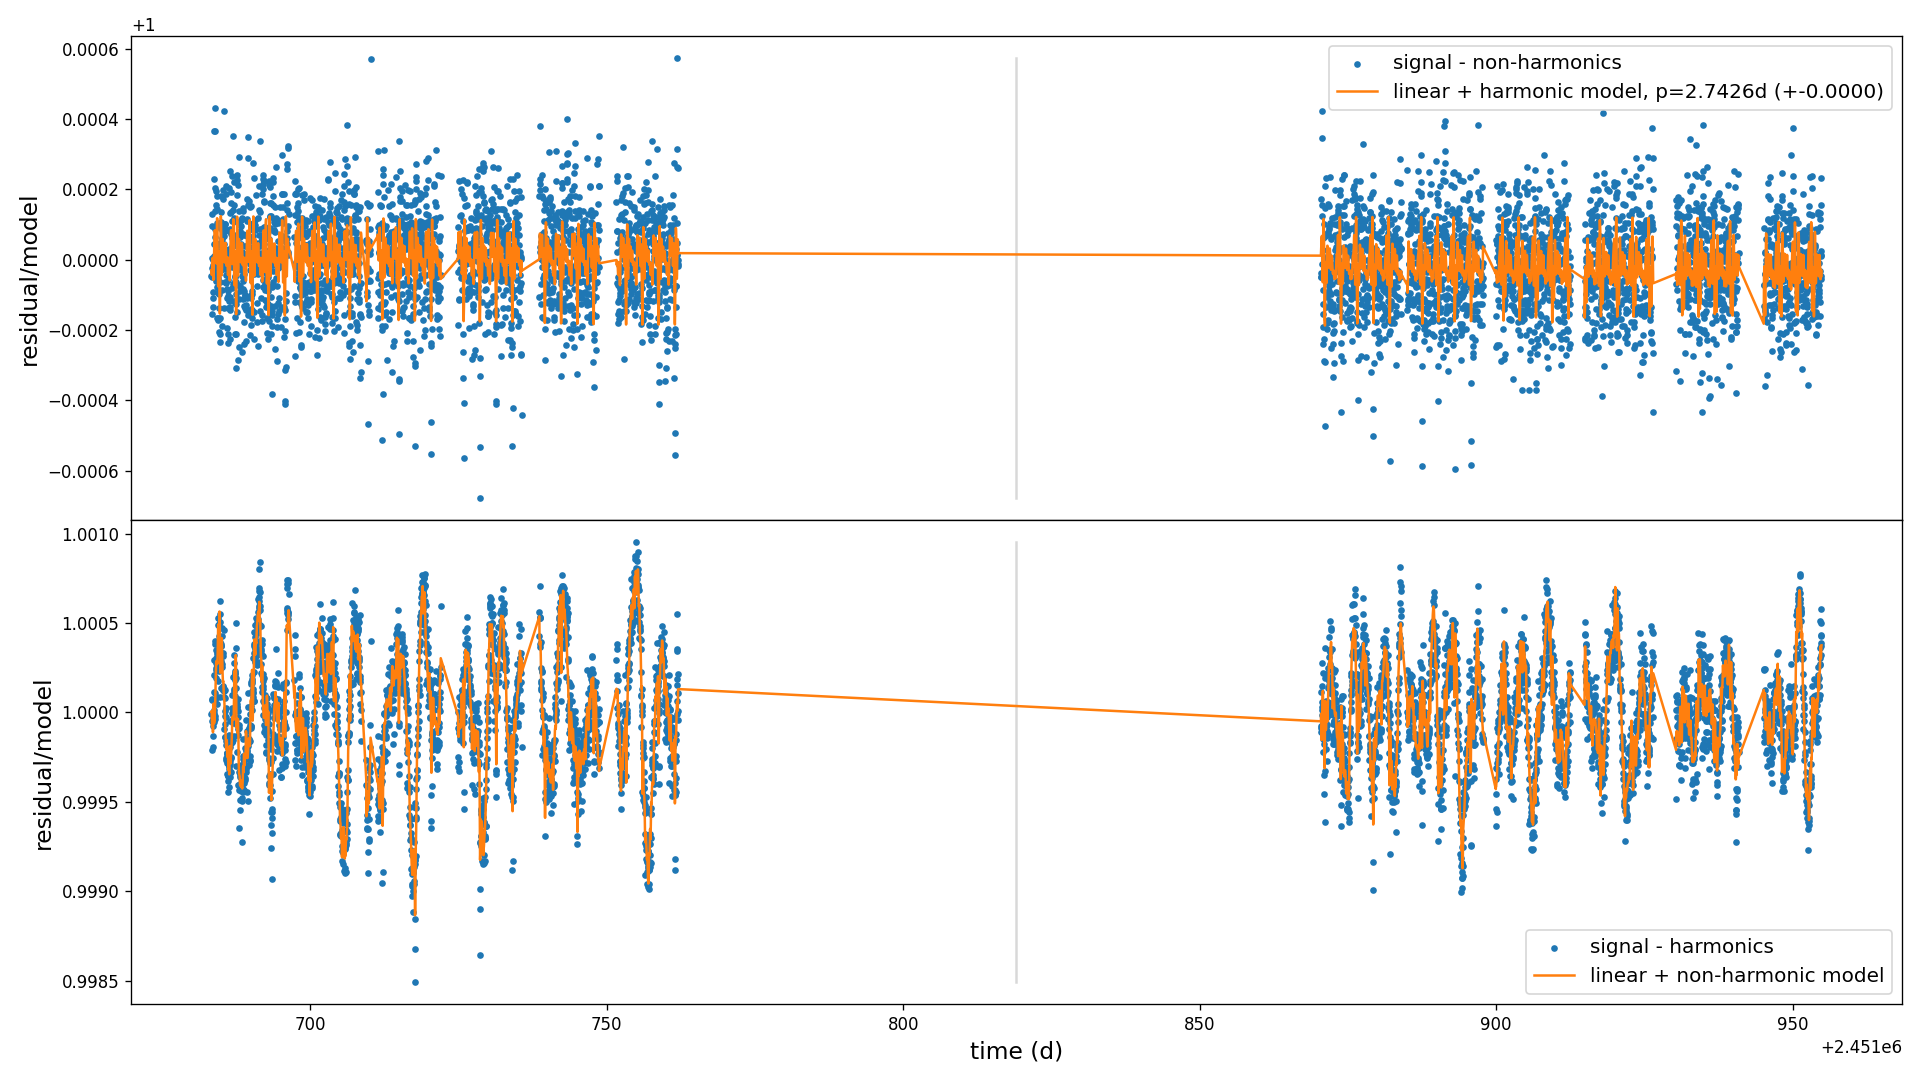 +1
0.0006
0.0004
0.0002
0.0000
−0.0002
−0.0004
−0.0006
residual/model
signal - non-harmonics
linear + harmonic model, p=2.7426d (+-0.0000)
1.0010
1.0005
1.0000
0.9995
0.9990
0.9985
residual/model
signal - harmonics
linear + non-harmonic model
700
750
800
850
900
950
time (d)
+2.451e6